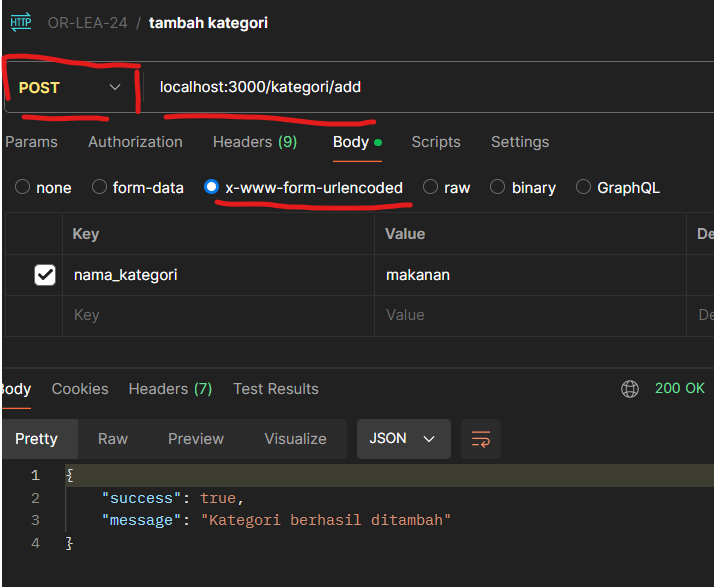 HTTP OR-LEA-24 / tambah kategori
POST localhost:3000/kategori/add
Params Authorization Headers (9) Body Scripts Settings
none form-data x-www-form-urlencoded raw binary GraphQL
Key Value De
nama_kategori makanan
Key Value De
Body Cookies Headers (7) Test Results 200 OK
Pretty Raw Preview Visualize JSON
1 {
2 "success": true,
3 "message": "Kategori berhasil ditambah"
4 }